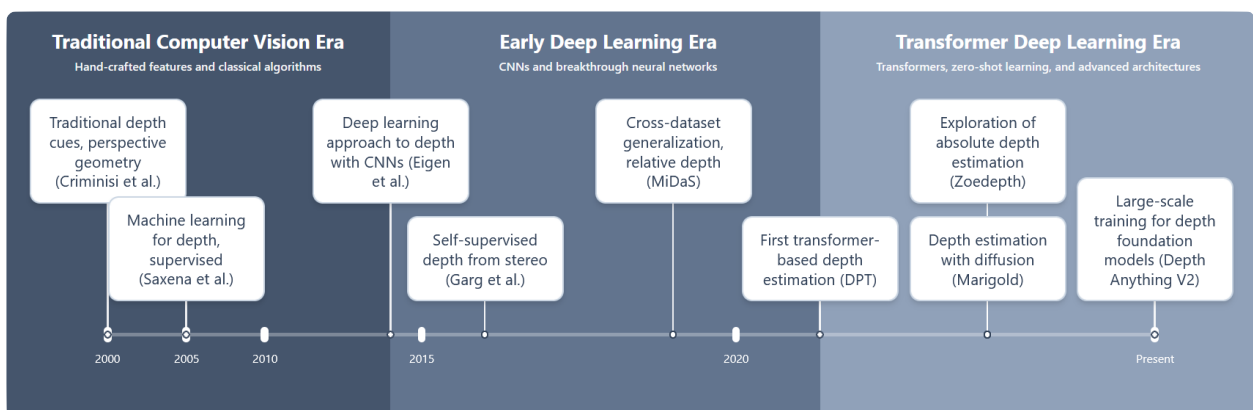 Traditional Computer Vision Era
Hand-crafted features and classical algorithms
Early Deep Learning Era
CNNs and breakthrough neural networks
Transformer Deep Learning Era
Transformers, zero-shot learning, and advanced architectures
Traditional depth
cues, perspective
geometry
(Criminisi et al.)
Machine learning
for depth,
supervised
(Saxena et al.)
Deep learning
approach to depth
with CNNs (Eigen
et al.)
Self-supervised
depth from stereo
(Garg et al.)
Cross-dataset
generalization,
relative depth
(MiDaS)
First transformer-
based depth
estimation (DPT)
Exploration of
absolute depth
estimation
(Zoedepth)
Depth estimation
with diffusion
(Marigold)
Large-scale
training for depth
foundation
models (Depth
Anything V2)
2000
2005
2010
2015
2020
Present